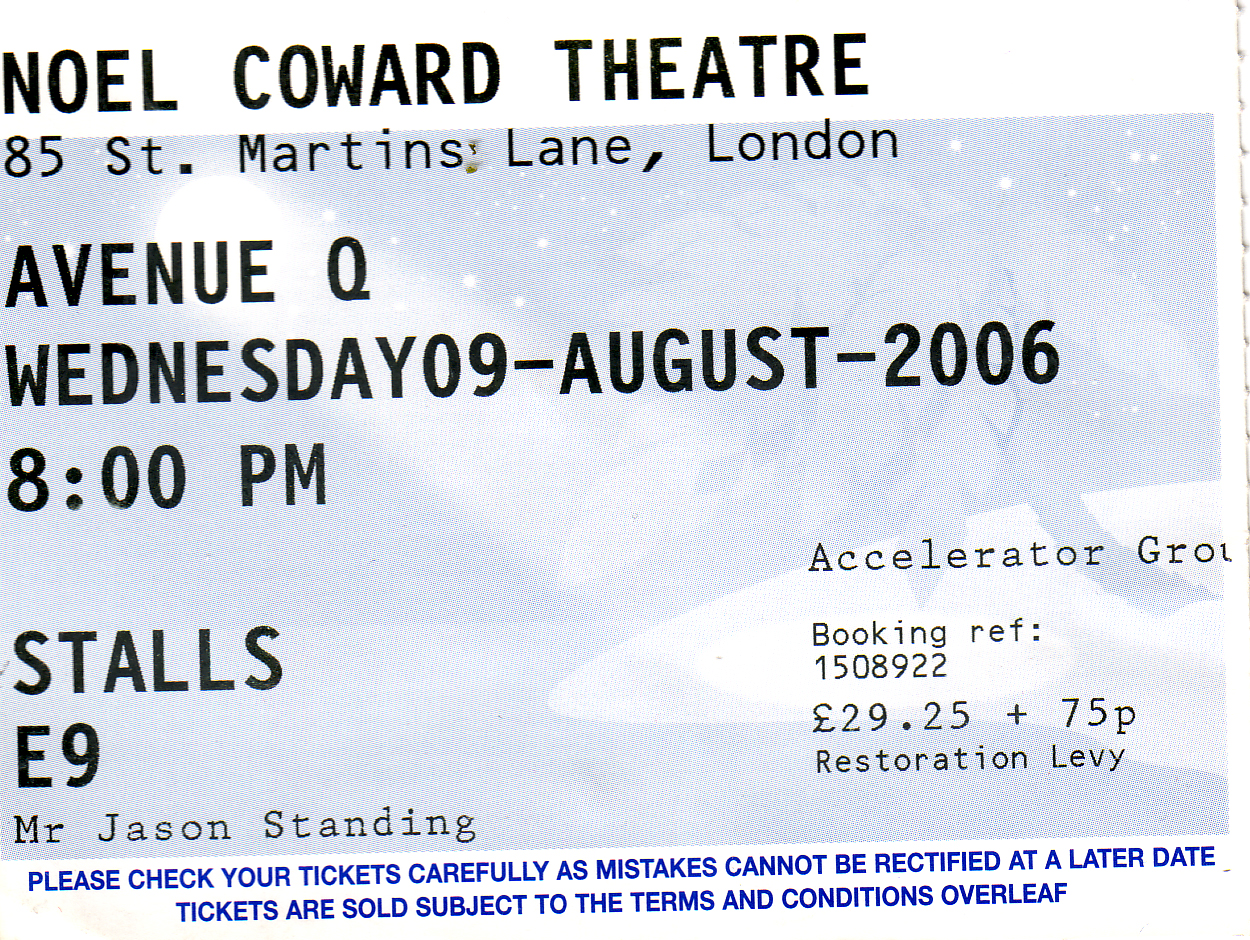 NOEL COWARD THEATRE
85 St. Martins Lane, London
AVENUE Q
WEDNESDAY09-AUGUST-2006
8:00 PM
Accelerator Grou
STALLS
Booking ref:
1508922
E9
£29.25 + 75p
Restoration Levy
Mr Jason Standing
PLEASE CHECK YOUR TICKETS CAREFULLY AS MISTAKES CANNOT BE RECTIFIED AT A LATER DATE
TICKETS ARE SOLD SUBJECT TO THE TERMS AND CONDITIONS OVERLEAF